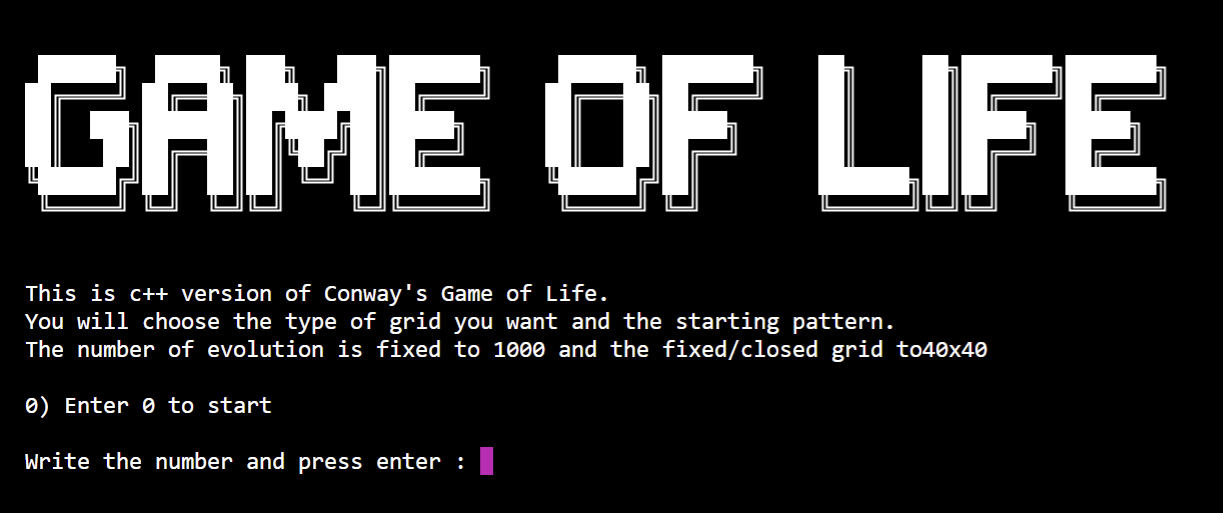 GAME OF LIFE
This is c++ version of Conway's Game of Life.
You will choose the type of grid you want and the starting pattern.
The number of evolution is fixed to 1000 and the fixed/closed grid to40x40
0) Enter 0 to start
Write the number and press enter :